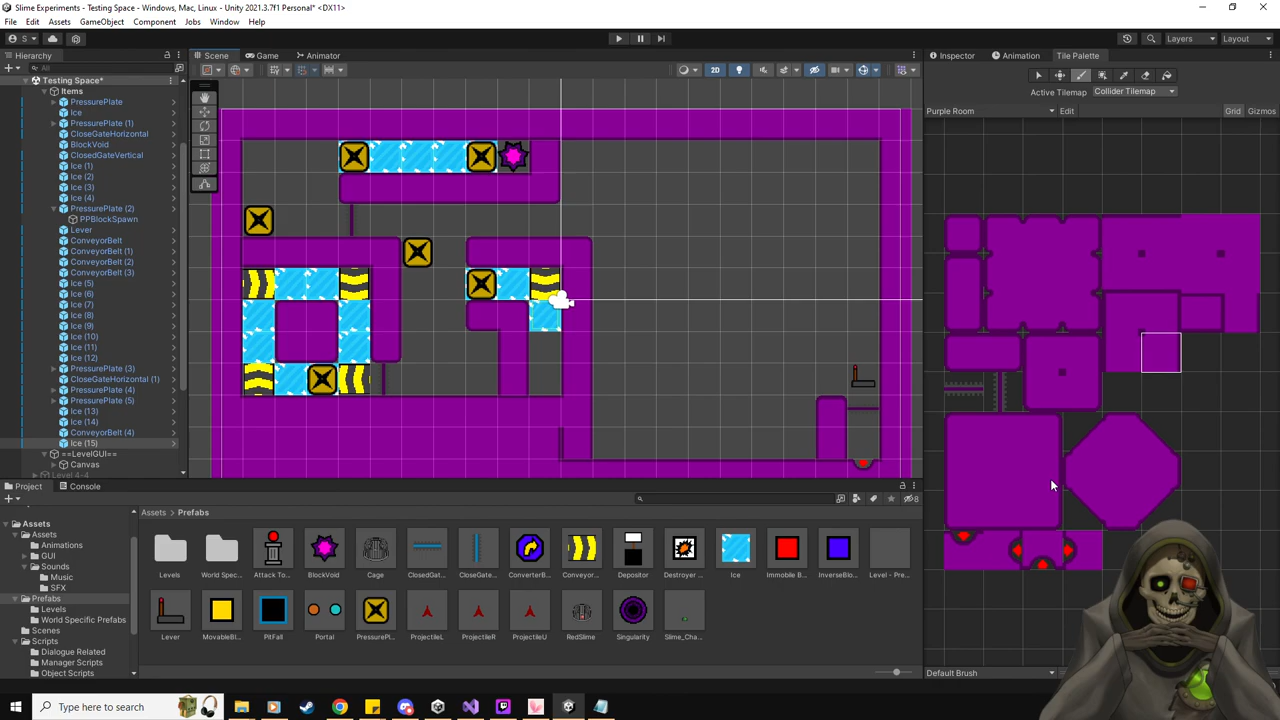 Slime Experiments - Testing Space - Windows, Mac, Linux - Unity 2021.3.7f1 Personal* <DX11>
File Edit Assets GameObject Component Jobs Window Help
S Layers Layout
Hierarchy Scene Game Animator Inspector Animation Tile Palette
All 2D
Active Tilemap Collider Tilemap
Purple Room Edit Grid Gizmos
Testing Space*
Items
PressurePlate
Ice
PressurePlate (1)
CloseGateHorizontal
BlockVoid
ClosedGateVertical
Ice (1)
Ice (2)
Ice (3)
Ice (4)
PressurePlate (2)
PPBlockSpawn
Lever
ConveyorBelt
ConveyorBelt (1)
ConveyorBelt (2)
ConveyorBelt (3)
Ice (5)
Ice (6)
Ice (7)
Ice (8)
Ice (9)
Ice (10)
Ice (11)
Ice (12)
PressurePlate (3)
CloseGateHorizontal (1)
PressurePlate (4)
PressurePlate (5)
Ice (13)
Ice (14)
ConveyorBelt (4)
Ice (15)
==LevelGUI==
Canvas
Level 4-4
Project Console
8
Assets
Assets
Animations
GUI
Sounds
Music
SFX
Prefabs
Levels
World Specific Prefabs
Scenes
Scripts
Dialogue Related
Manager Scripts
Object Scripts
Assets > Prefabs
Levels World Spec... Attack To... BlockVoid Cage ClosedGat... CloseGate... ConverterB... Conveyor... Depositor Destroyer ... Ice Immobile B... InverseBlo... Level - Pre...
Lever MovableBl... PitFall Portal PressurePl... ProjectileL ProjectileR ProjectileU RedSlime Singularity Slime_Cha...
Default Brush
Type here to search